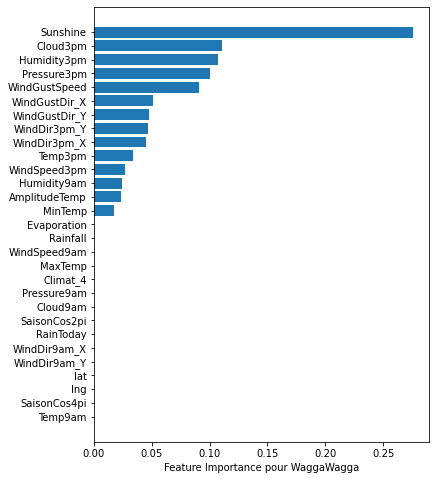 Sunshine
Cloud3pm
Humidity3pm
Pressure3pm
WindGustSpeed
WindGustDir_X
WindGustDir_Y
WindDir3pm_Y
WindDir3pm_X
Temp3pm
WindSpeed3pm
Humidity9am
AmplitudeTemp
MinTemp
Evaporation
Rainfall
WindSpeed9am
MaxTemp
Climat_4
Pressure9am
Cloud9am
SaisonCos2pi
RainToday
WindDir9am_X
WindDir9am_Y
lat
lng
SaisonCos4pi
Temp9am
0.00 0.05 0.10 0.15 0.20 0.25
Feature Importance pour WaggaWagga